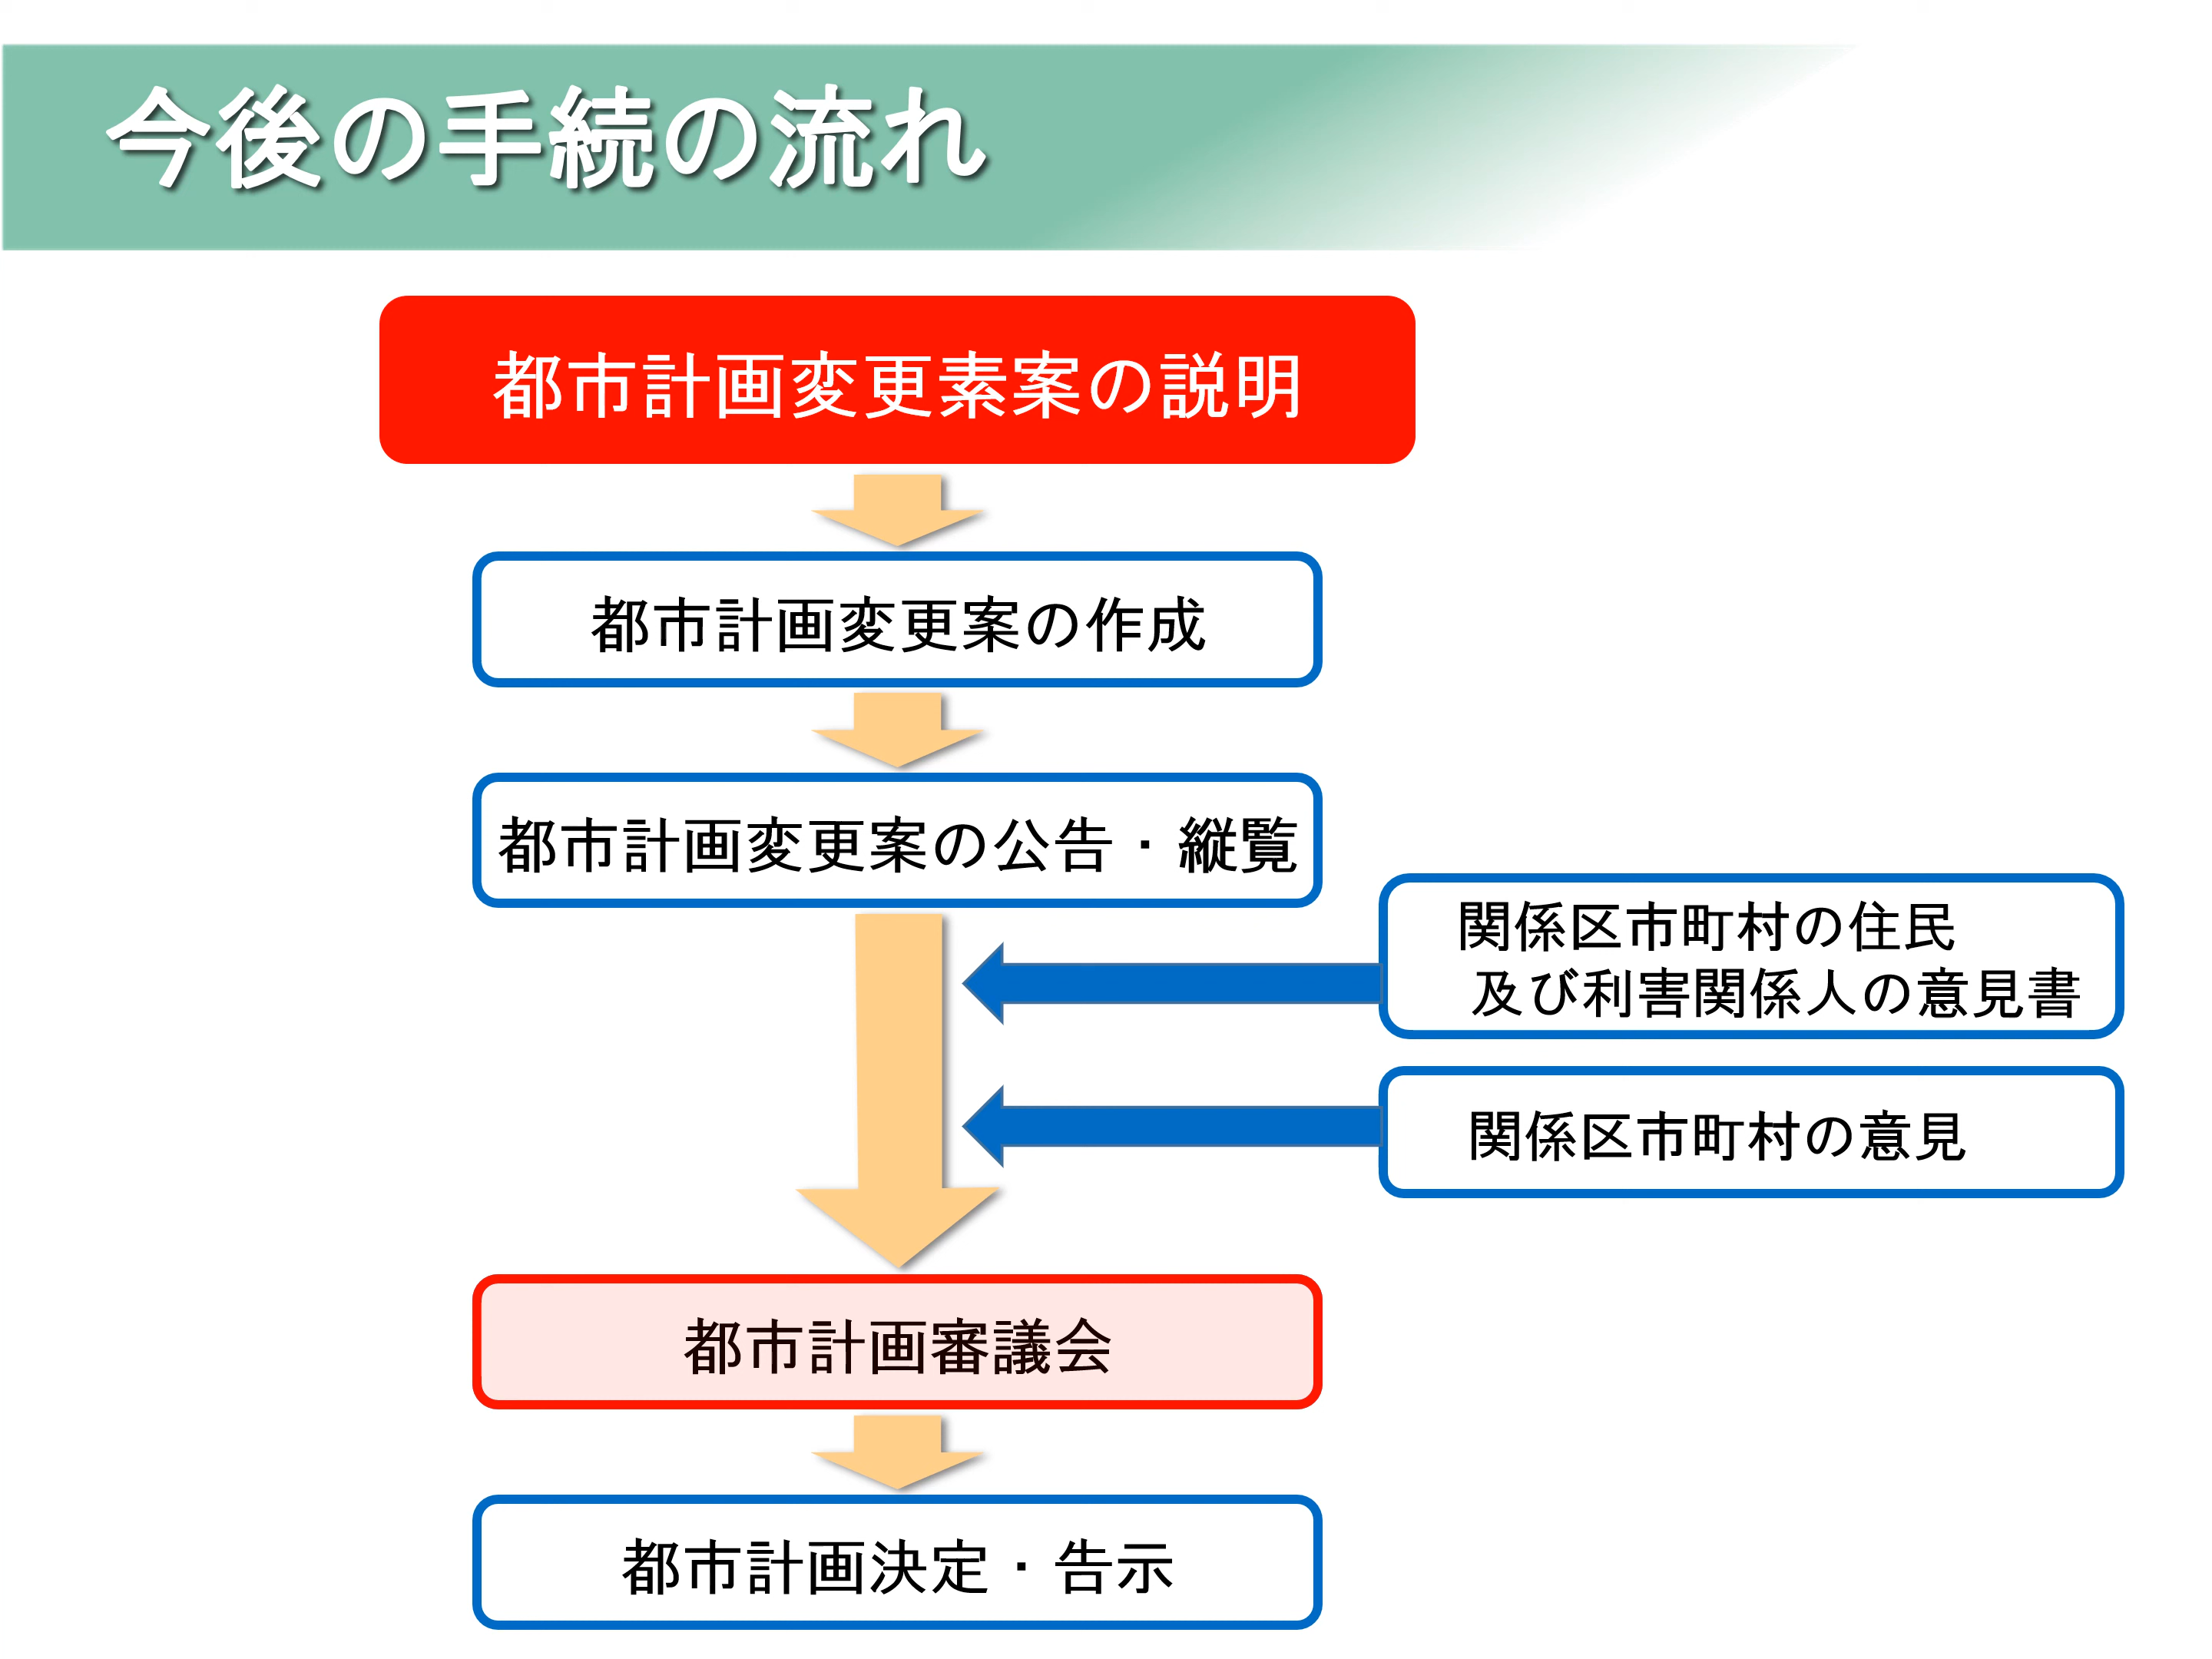 今後の手続の流れ
都市計画変更素案の説明
都市計画変更案の作成
都市計画変更案の公告・縦覧
関係区市町村の住民
及び利害関係人の意見書
関係区市町村の意見
都市計画審議会
都市計画決定・告示